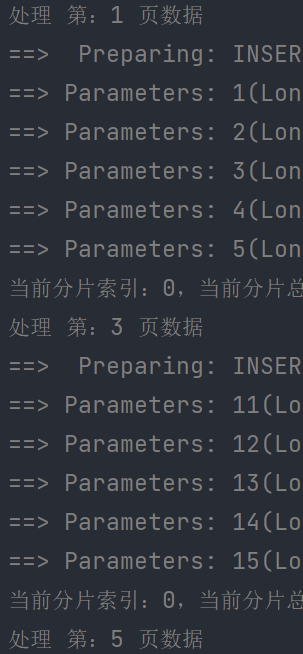 处理 第：1 页数据
==>  Preparing: INSER
==> Parameters: 1(Lon
==> Parameters: 2(Lon
==> Parameters: 3(Lon
==> Parameters: 4(Lon
==> Parameters: 5(Lon
当前分片索引：0，当前分片总
处理 第：3 页数据
==>  Preparing: INSER
==> Parameters: 11(Lo
==> Parameters: 12(Lo
==> Parameters: 13(Lo
==> Parameters: 14(Lo
==> Parameters: 15(Lo
当前分片索引：0，当前分片总
处理 第：5 页数据